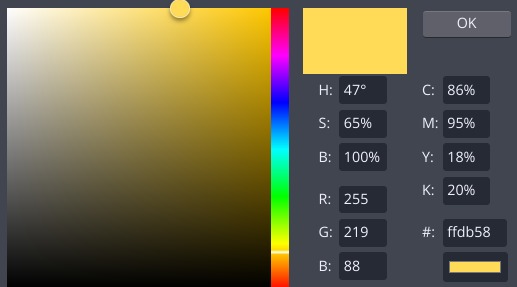 OK
H: 47° C: 86%
S: 65% M: 95%
B: 100% Y: 18%
K: 20%
R: 255
G: 219 #: ffdb58
B: 88